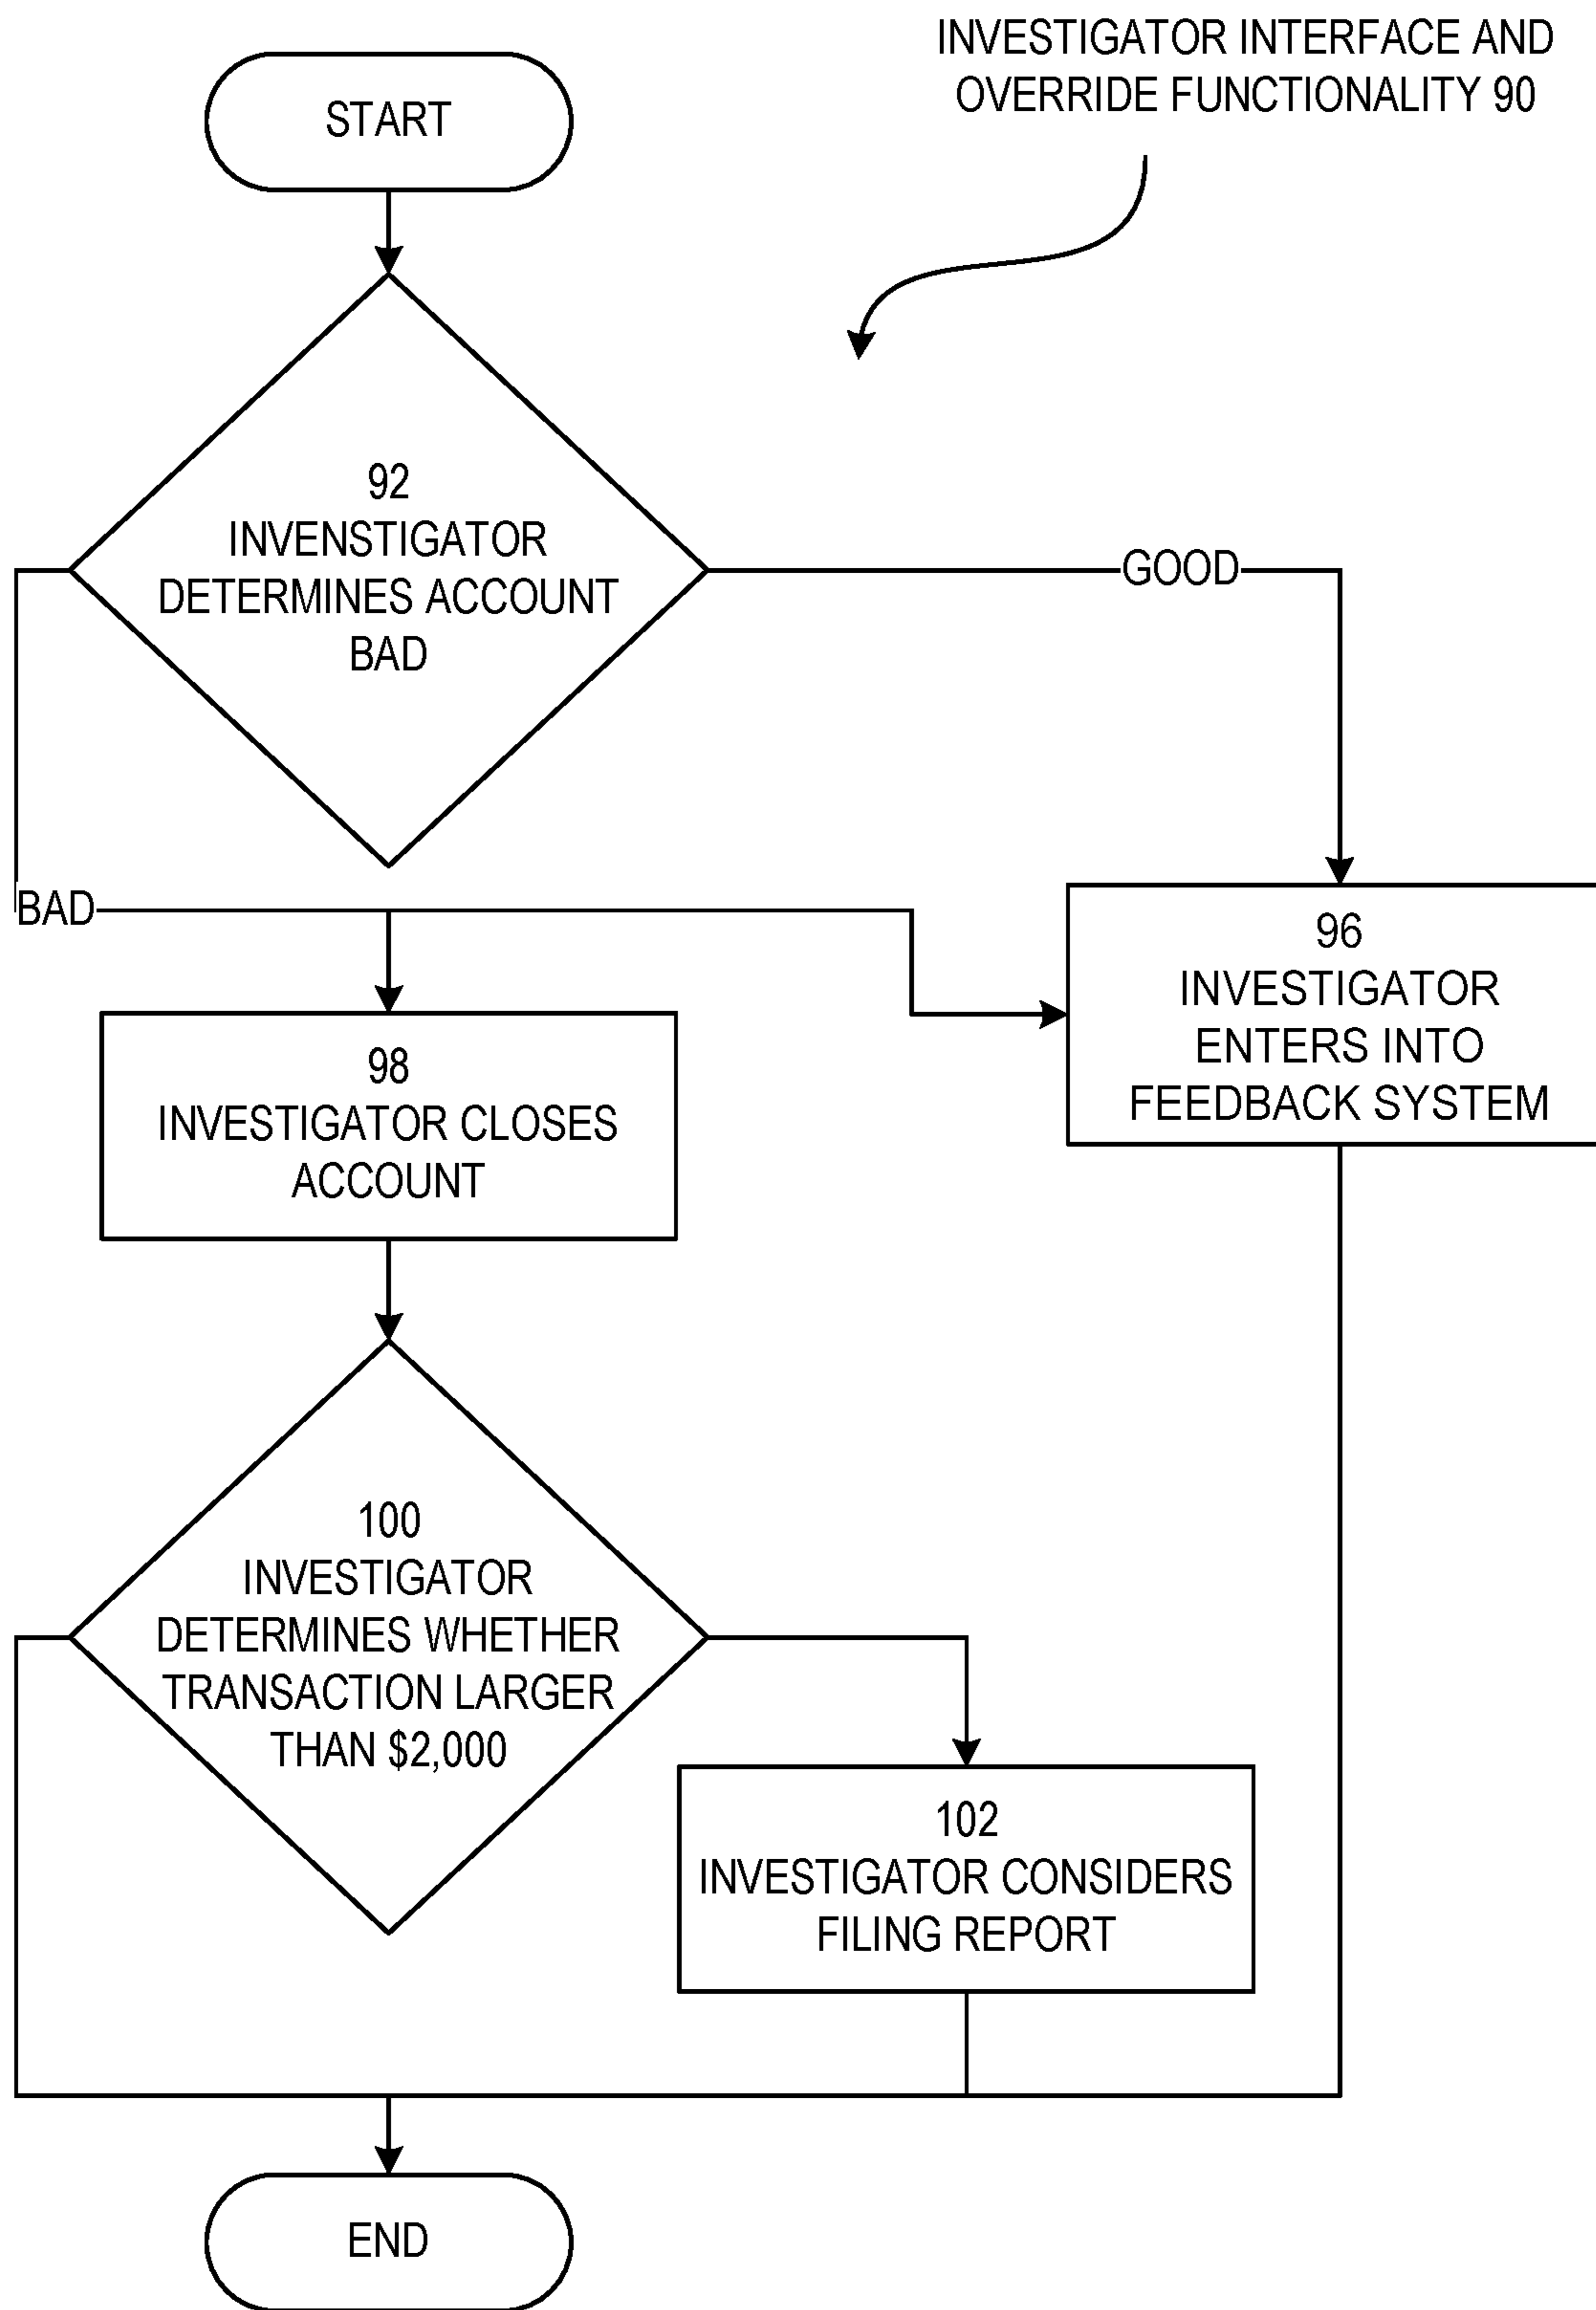 INVESTIGATOR INTERFACE AND
OVERRIDE FUNCTIONALITY 90
START
92
INVENSTIGATOR
DETERMINES ACCOUNT
BAD
GOOD
BAD
96
INVESTIGATOR
ENTERS INTO
FEEDBACK SYSTEM
98
INVESTIGATOR CLOSES
ACCOUNT
100
INVESTIGATOR
DETERMINES WHETHER
TRANSACTION LARGER
THAN $2,000
102
INVESTIGATOR CONSIDERS
FILING REPORT
END